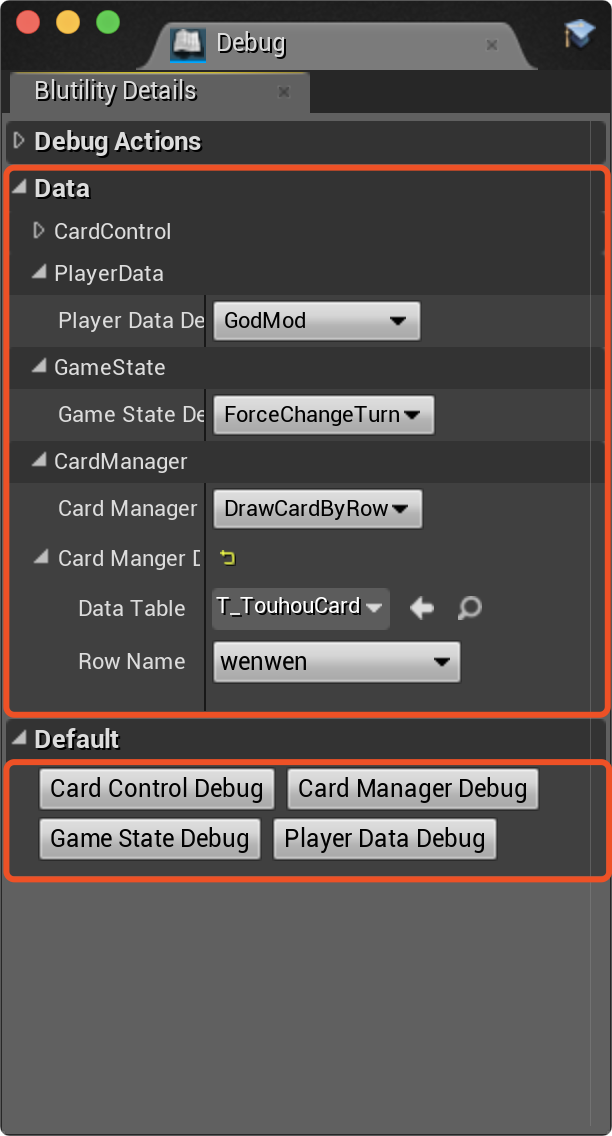 Debug
Blutility Details
Debug Actions
Data
CardControl
PlayerData
Player Data De
GodMod
GameState
Game State De
ForceChangeTurn
CardManager
Card Manager
DrawCardByRow
Card Manger D
Data Table
T_TouhouCard
Row Name
wenwen
Default
Card Control Debug
Card Manager Debug
Game State Debug
Player Data Debug